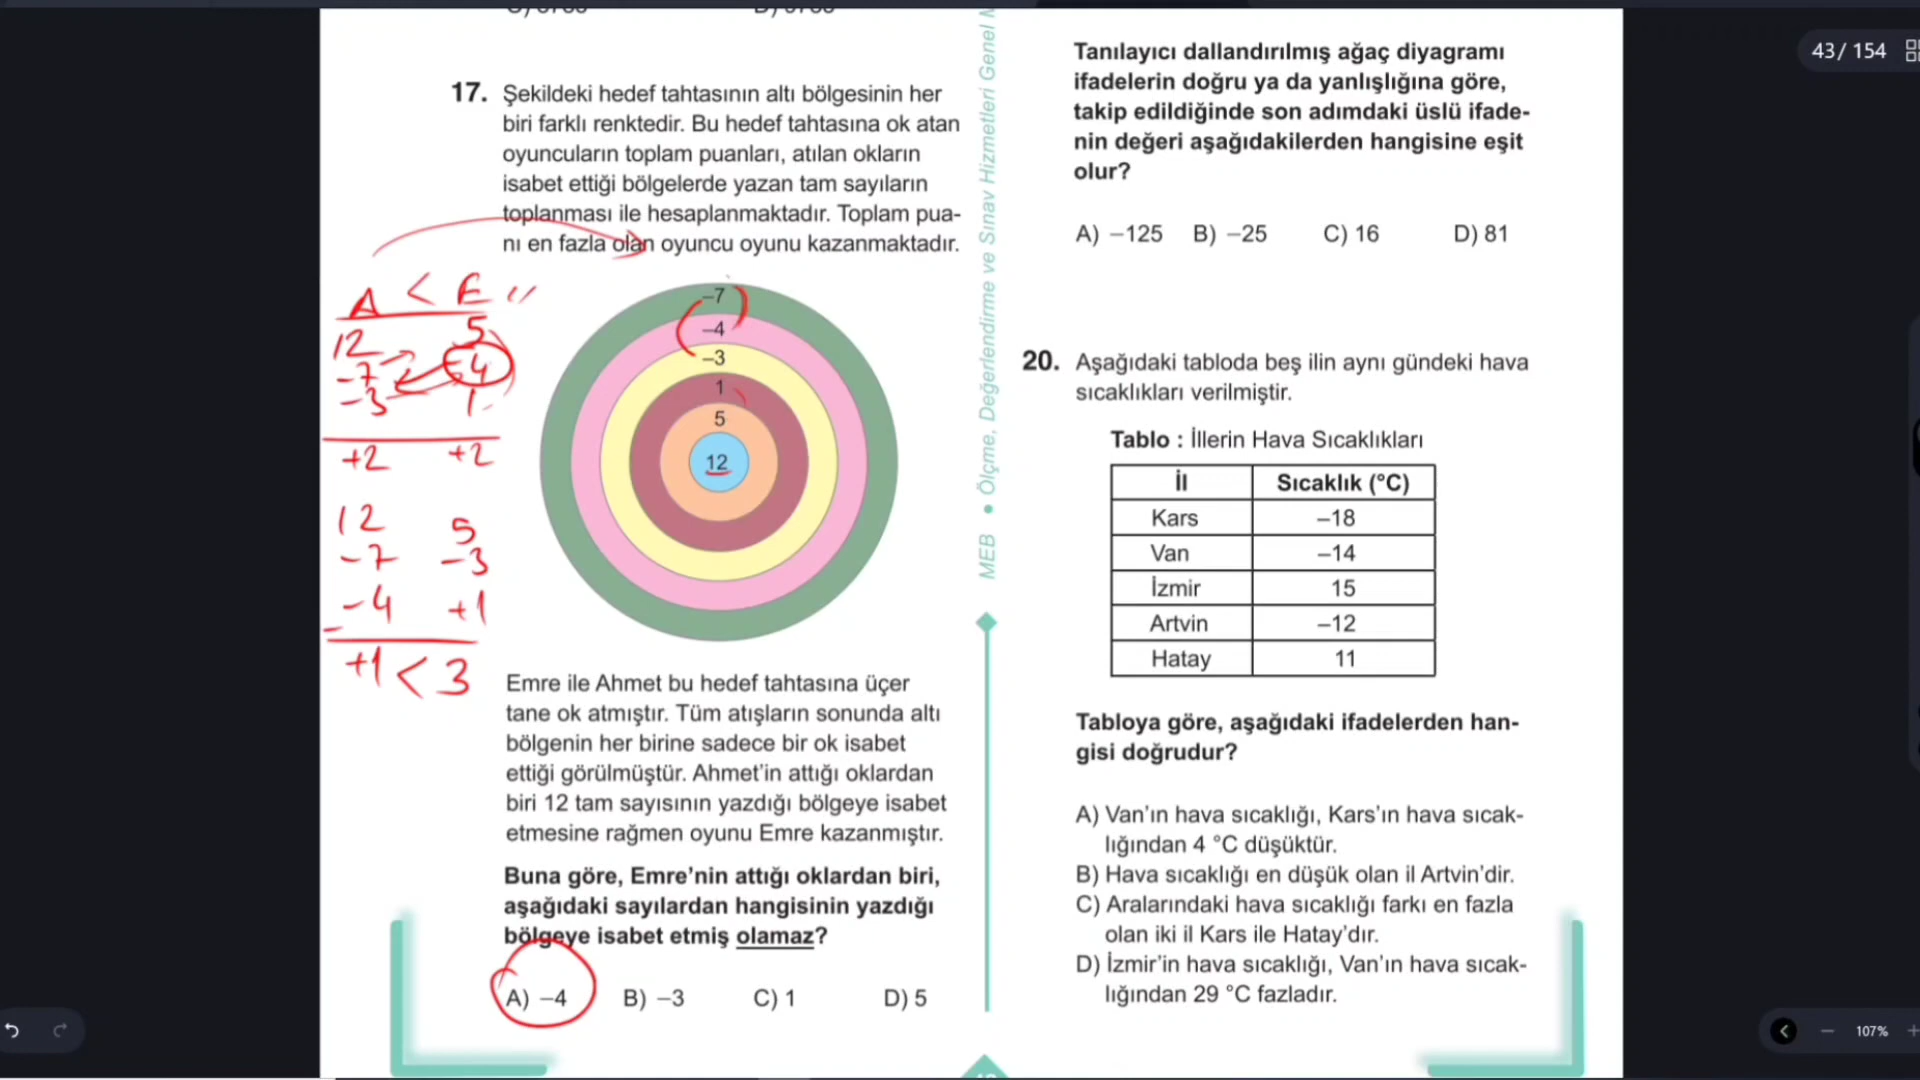 43/ 154
17. Şekildeki hedef tahtasının altı bölgesinin her
biri farklı renktedir. Bu hedef tahtasına ok atan
oyuncuların toplam puanları, atılan okların
isabet ettiği bölgelerde yazan tam sayıların
toplanması ile hesaplanmaktadır. Toplam pua-
nı en fazla olan oyuncu oyunu kazanmaktadır.
–7
–4
–3
1
5
12
A < E
12 5
-7 -4
-3 1
+2 +2
12 5
-7 -3
-4 +1
+1 < 3
Emre ile Ahmet bu hedef tahtasına üçer
tane ok atmıştır. Tüm atışların sonunda altı
bölgenin her birine sadece bir ok isabet
ettiği görülmüştür. Ahmet'in attığı oklardan
biri 12 tam sayısının yazdığı bölgeye isabet
etmesine rağmen oyunu Emre kazanmıştır.
Buna göre, Emre'nin attığı oklardan biri,
aşağıdaki sayılardan hangisinin yazdığı
bölgeye isabet etmiş olamaz?
A) –4 B) –3 C) 1 D) 5
MEB • Ölçme, Değerlendirme ve Sınav Hizmetleri Genel
Tanılayıcı dallandırılmış ağaç diyagramı
ifadelerin doğru ya da yanlışlığına göre,
takip edildiğinde son adımdaki üslü ifade-
nin değeri aşağıdakilerden hangisine eşit
olur?
A) –125 B) –25 C) 16 D) 81
20. Aşağıdaki tabloda beş ilin aynı gündeki hava
sıcaklıkları verilmiştir.
Tablo : İllerin Hava Sıcaklıkları
İl Sıcaklık (°C)
Kars –18
Van –14
İzmir 15
Artvin –12
Hatay 11
Tabloya göre, aşağıdaki ifadelerden han-
gisi doğrudur?
A) Van'ın hava sıcaklığı, Kars'ın hava sıcak-
lığından 4 °C düşüktür.
B) Hava sıcaklığı en düşük olan il Artvin'dir.
C) Aralarındaki hava sıcaklığı farkı en fazla
olan iki il Kars ile Hatay'dır.
D) İzmir'in hava sıcaklığı, Van'ın hava sıcak-
lığından 29 °C fazladır.
107%